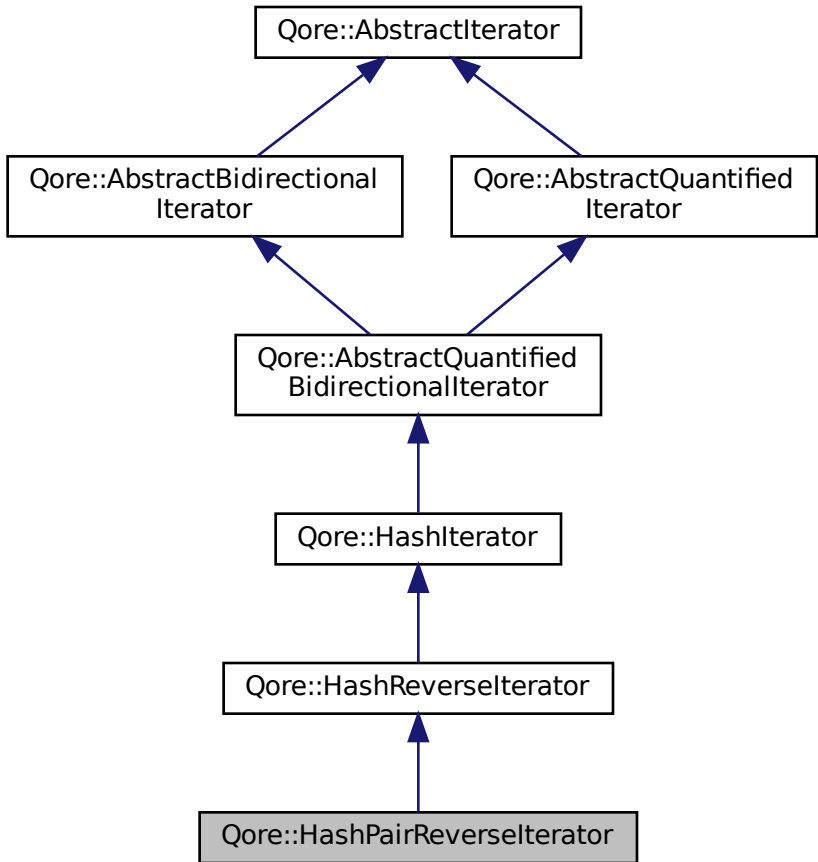 Qore::AbstractIterator
Qore::AbstractBidirectional
Iterator
Qore::AbstractQuantified
Iterator
Qore::AbstractQuantified
BidirectionalIterator
Qore::HashIterator
Qore::HashReverseIterator
Qore::HashPairReverseIterator